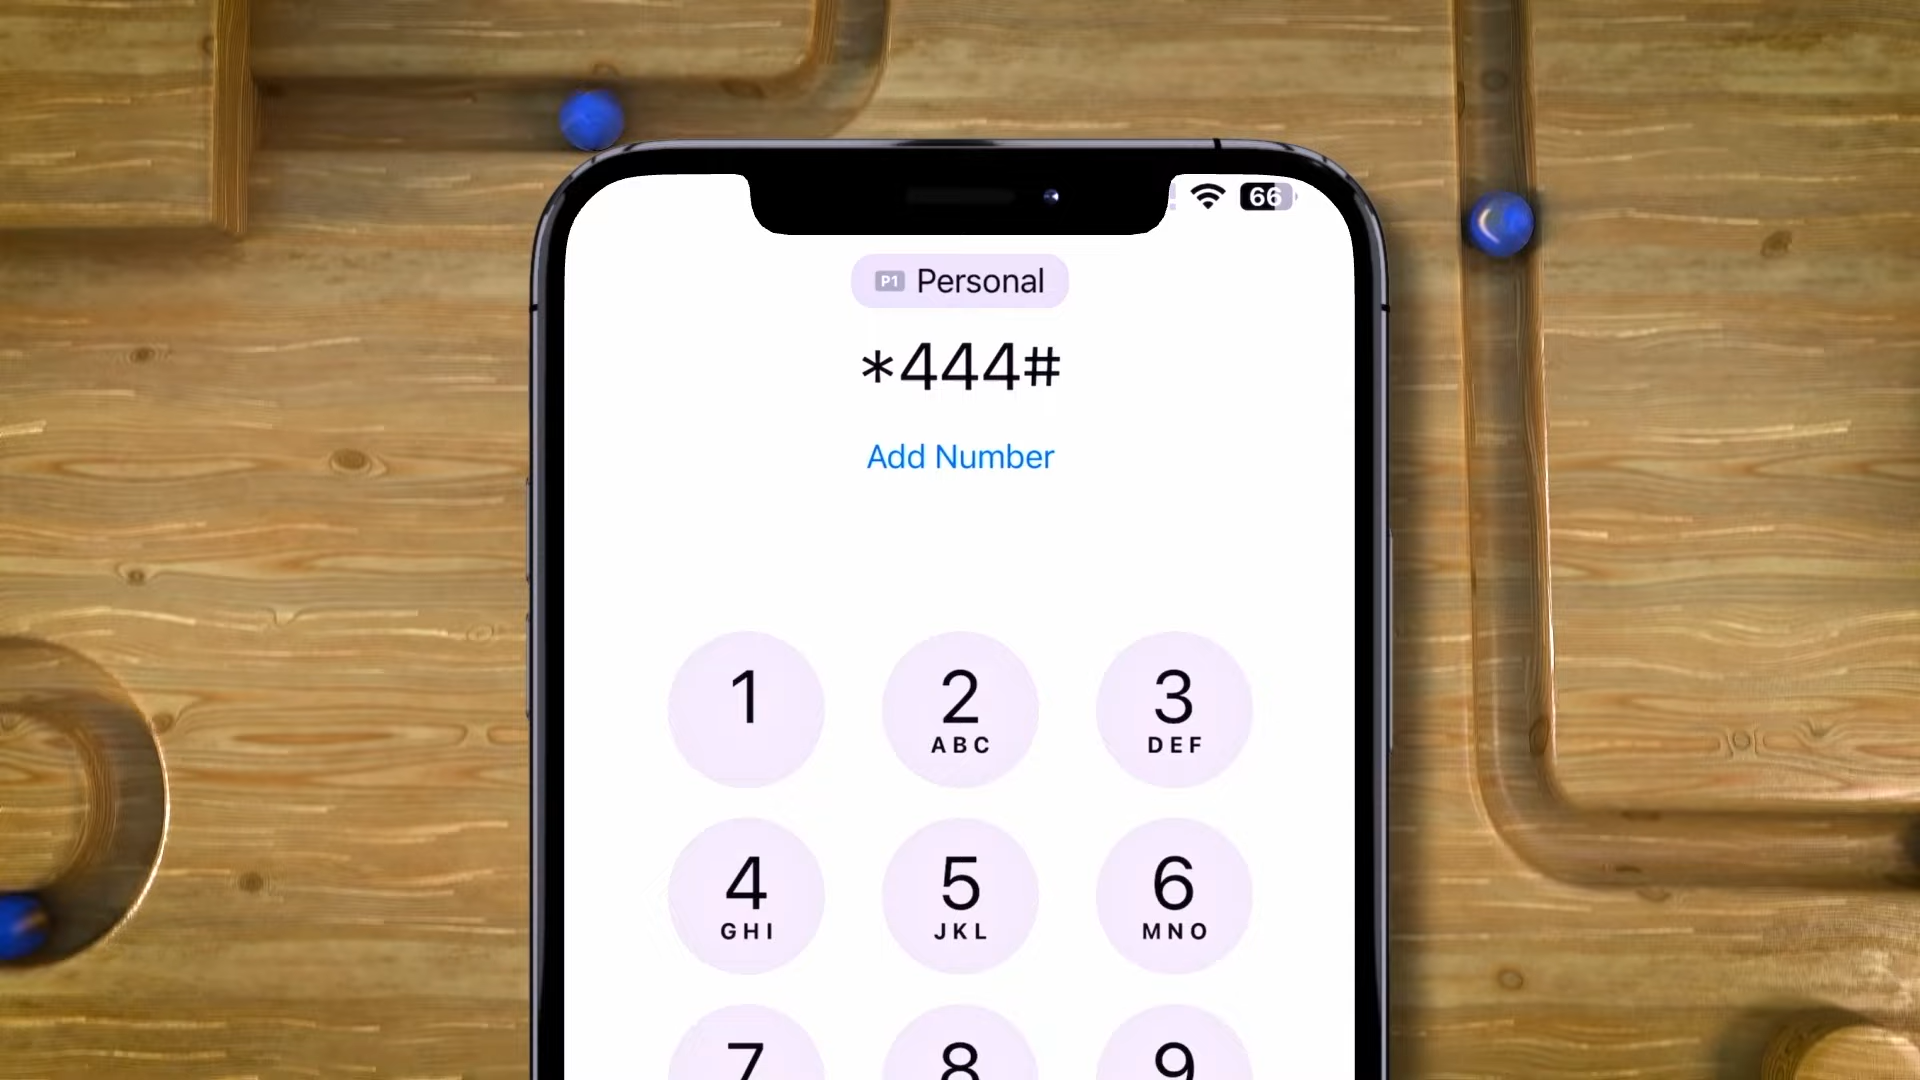 66
P1 Personal
*444#
Add Number
1 2 3
ABC DEF
4 5 6
GHI JKL MNO
7 8 9